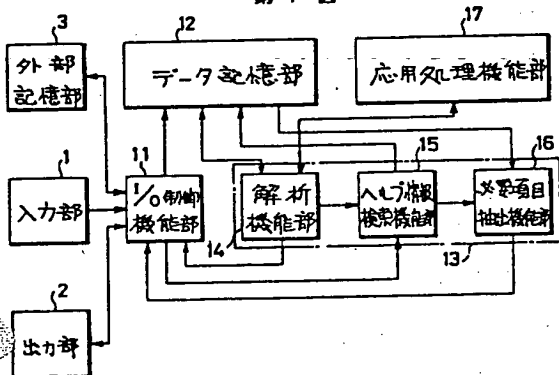 3
外部
記憶部
12
データ記憶部
17
応用処理機能部
1
入力部
11
I/O制御
機能部
14
解析
機能部
15
ヘルプ情報
検索機能部
16
必要項目
抽出機能部
13
2
出力部